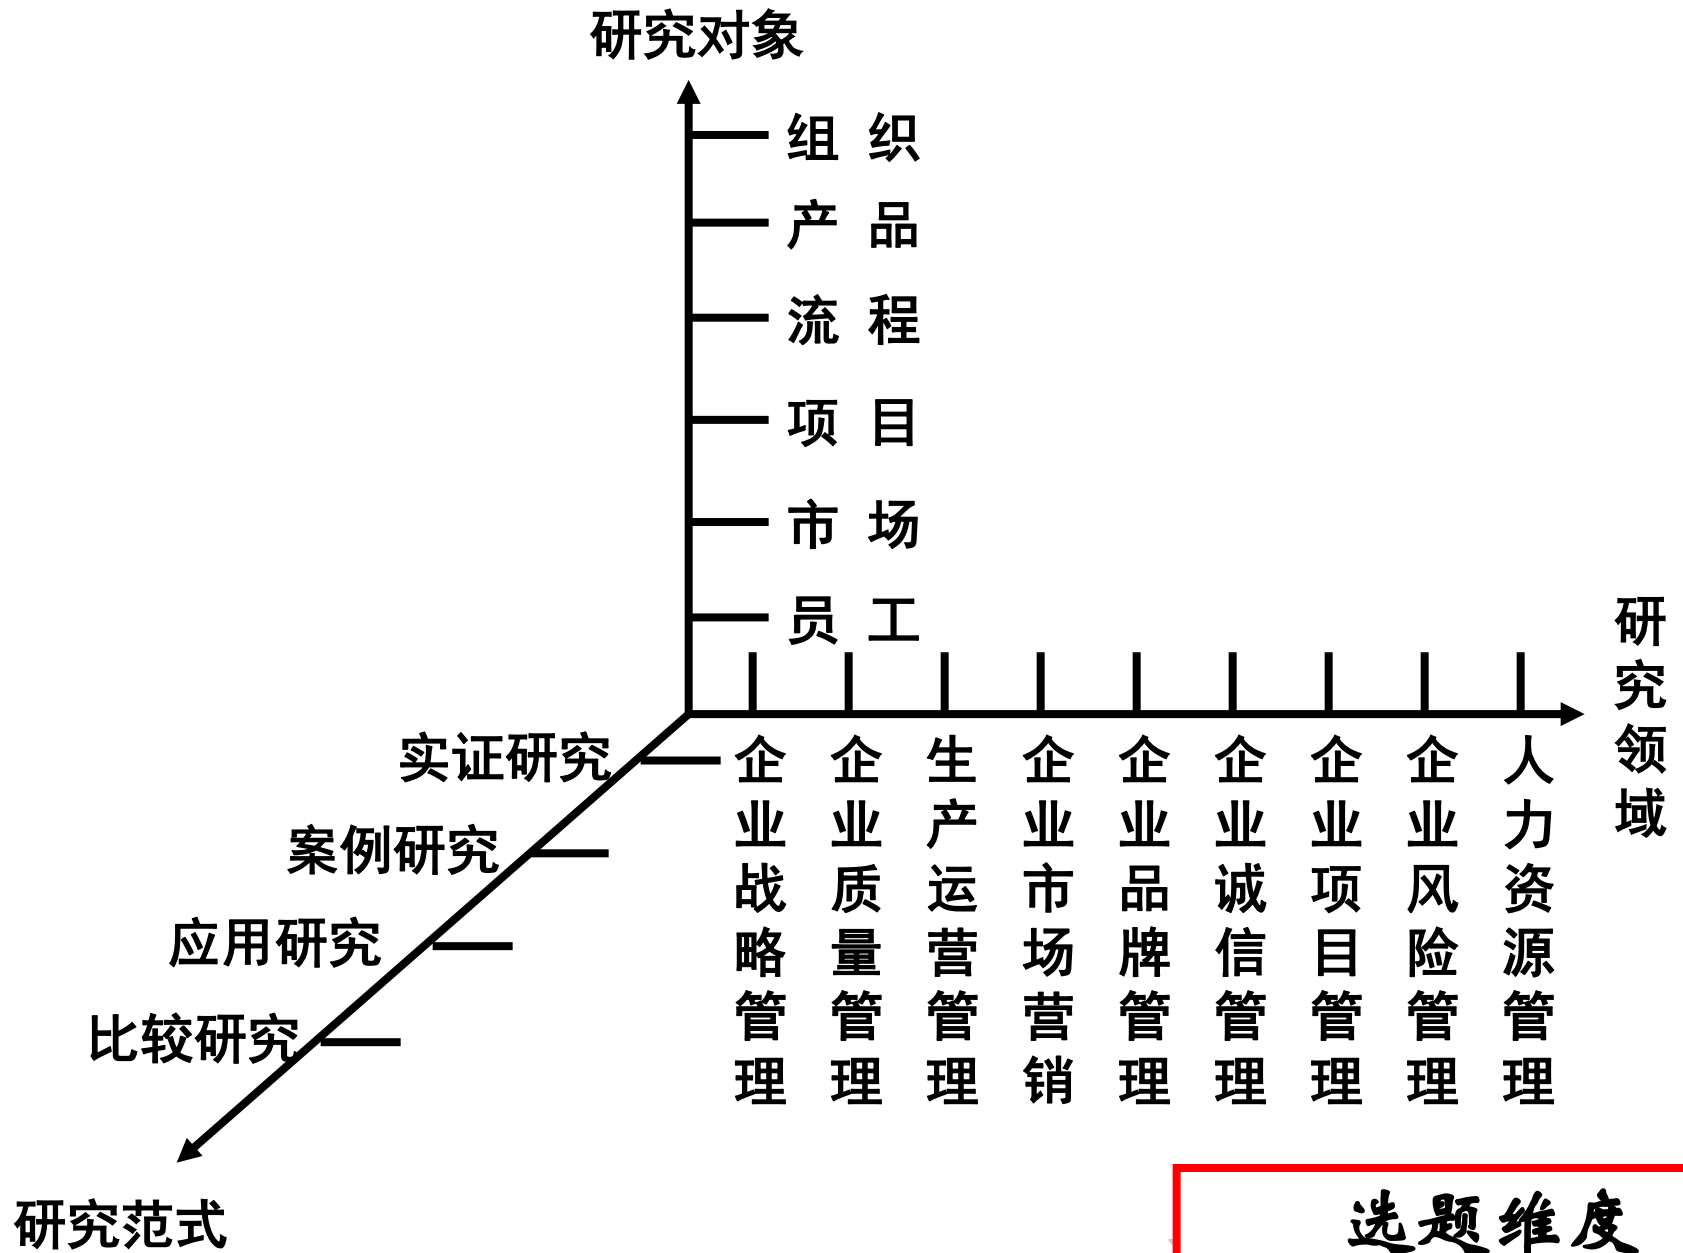 研究对象
组 织
产 品
流 程
项 目
市 场
员 工
研究领域
实证研究
案例研究
应用研究
比较研究
企业战略管理
企业质量管理
生产运营管理
企业市场营销
企业品牌管理
企业诚信管理
企业项目管理
企业风险管理
人力资源管理
研究范式
选题维度